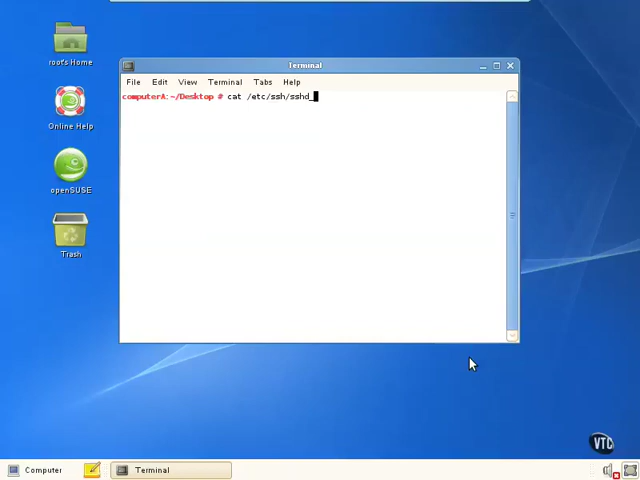 root's Home
Online Help
openSUSE
Trash
Terminal
File Edit View Terminal Tabs Help
computerA:~/Desktop # cat /etc/ssh/sshd_
VTC
Computer
Terminal